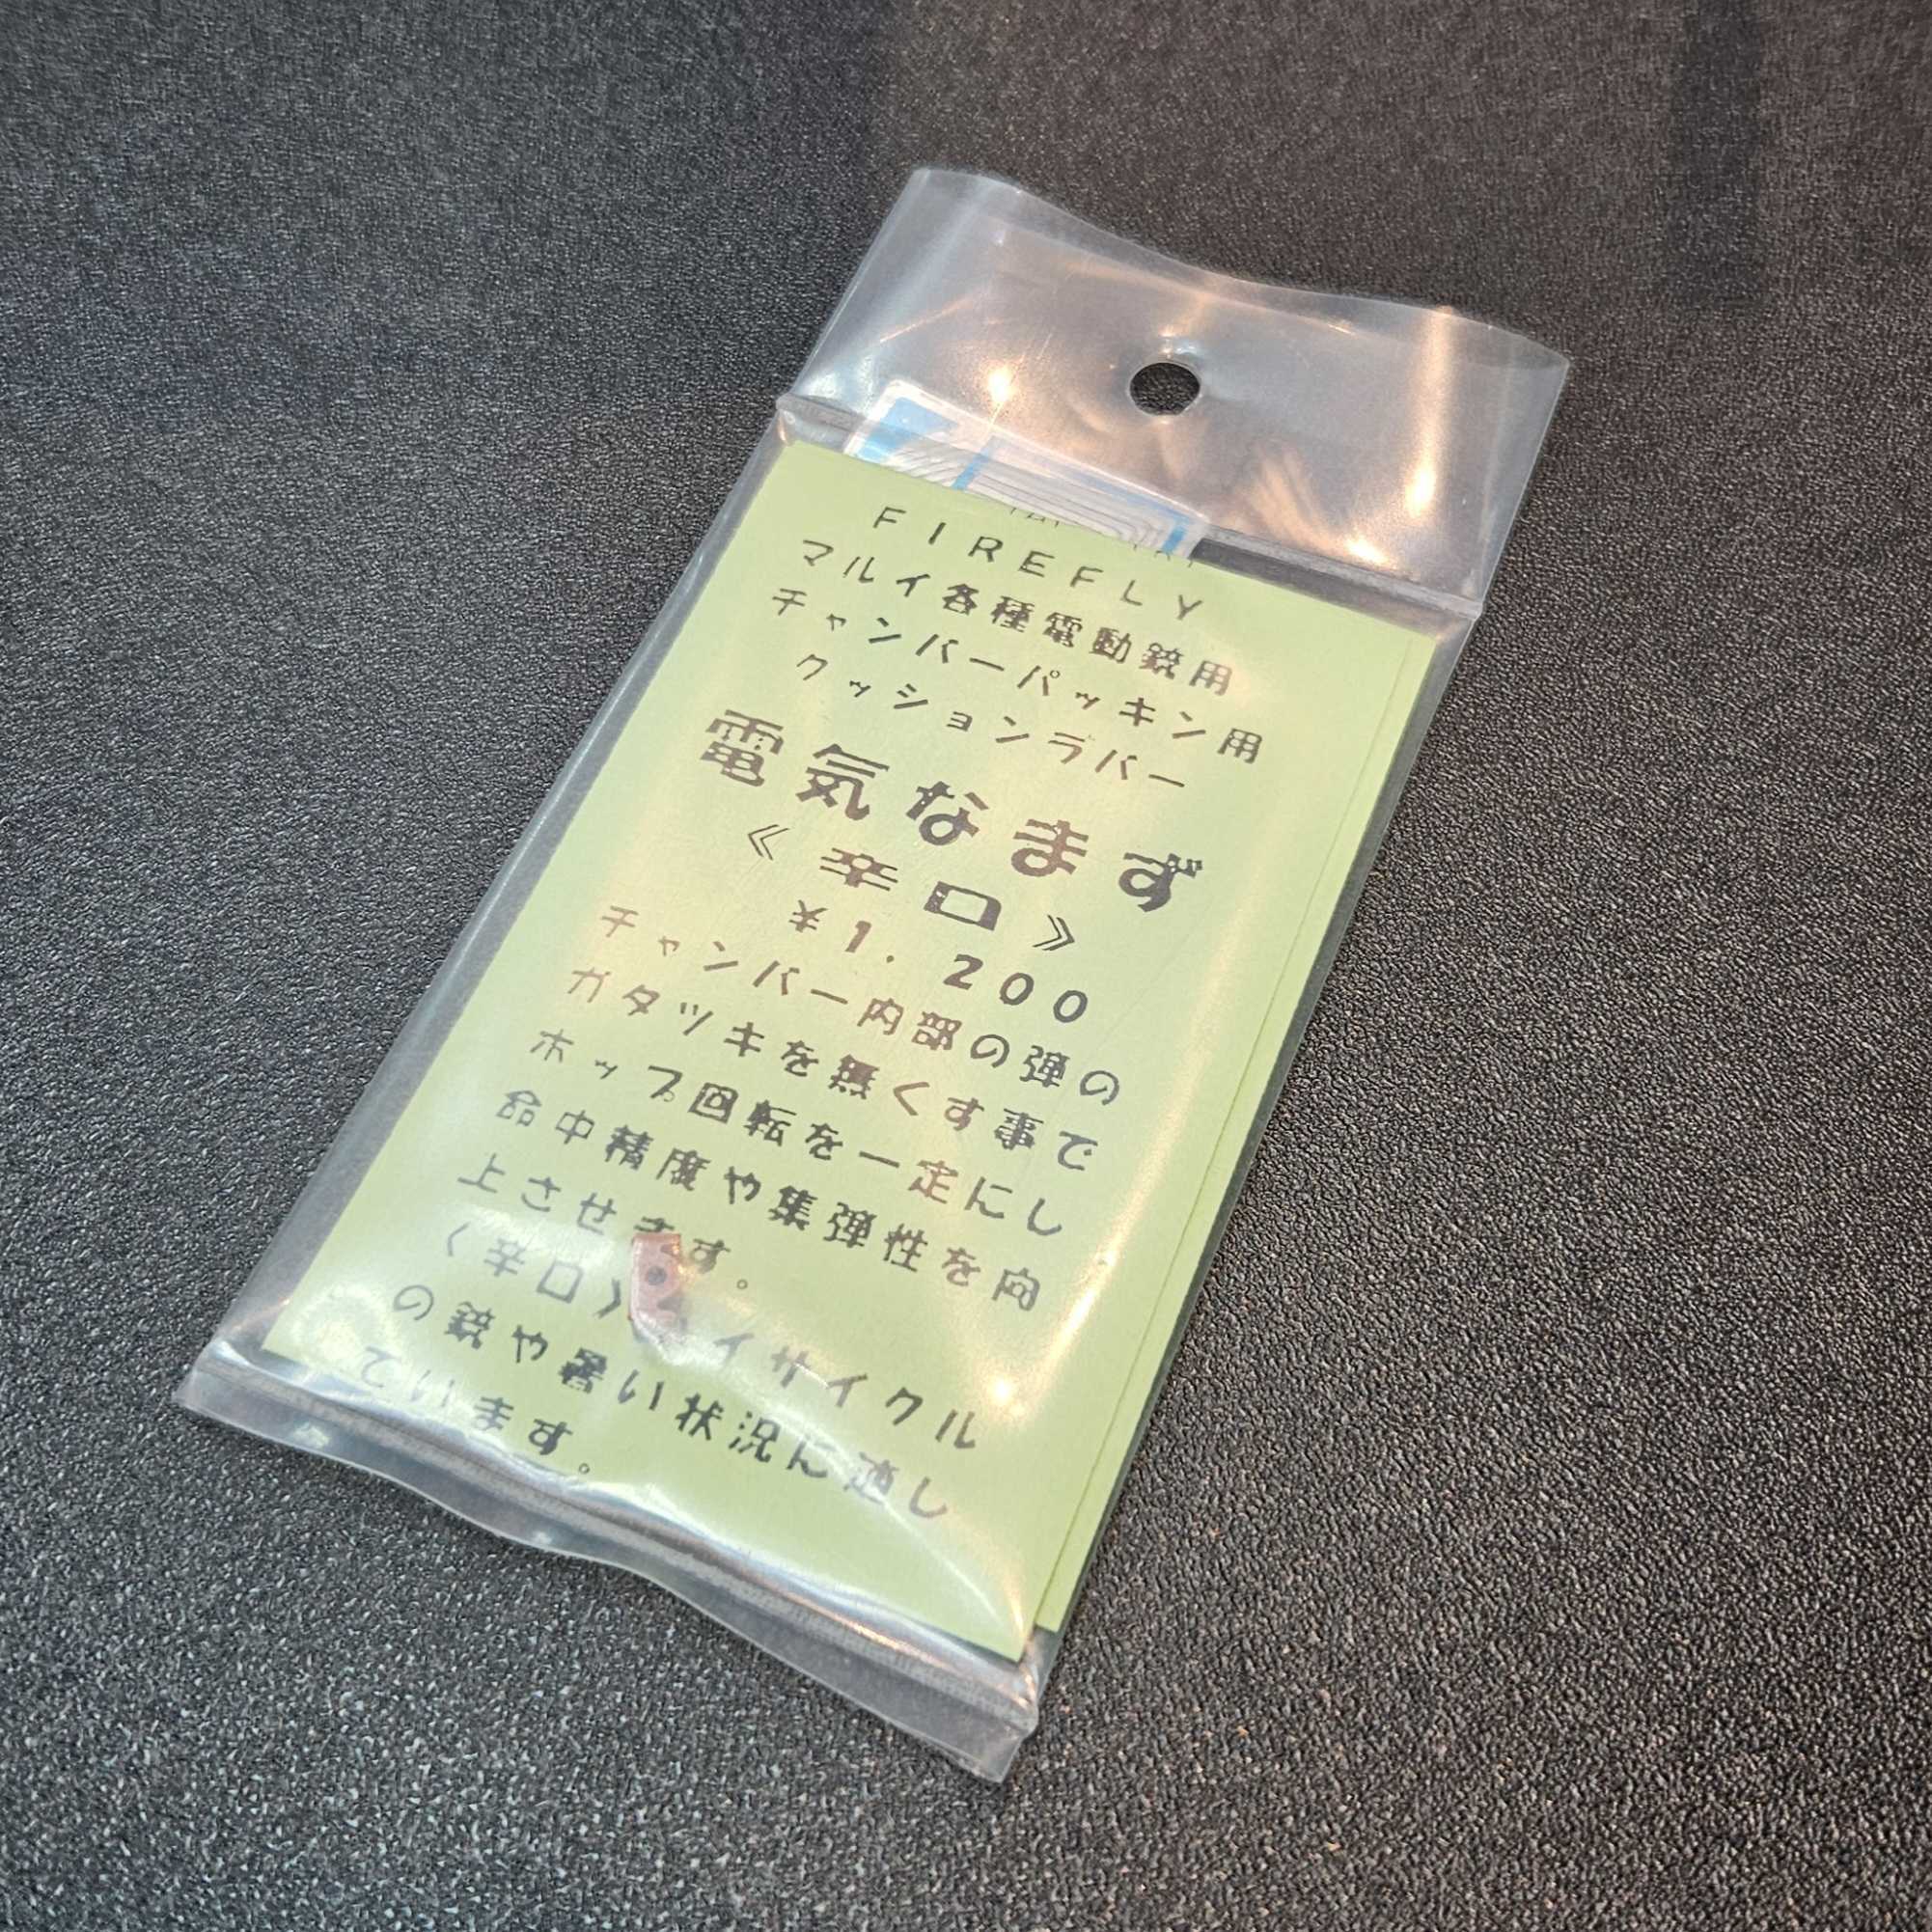 FIREFLY
マルイ各種電動銃用
チャンバーパッキン用
クッションラバー
電気なまず
《辛口》
¥1.200
チャンバー内部の弾の
ガタツキを無くす事で
ホップ回転を一定にし
命中精度や集弾性を向
上させます。
〈辛口〉イサイクル
の銃や暑い状況に適し
ています。